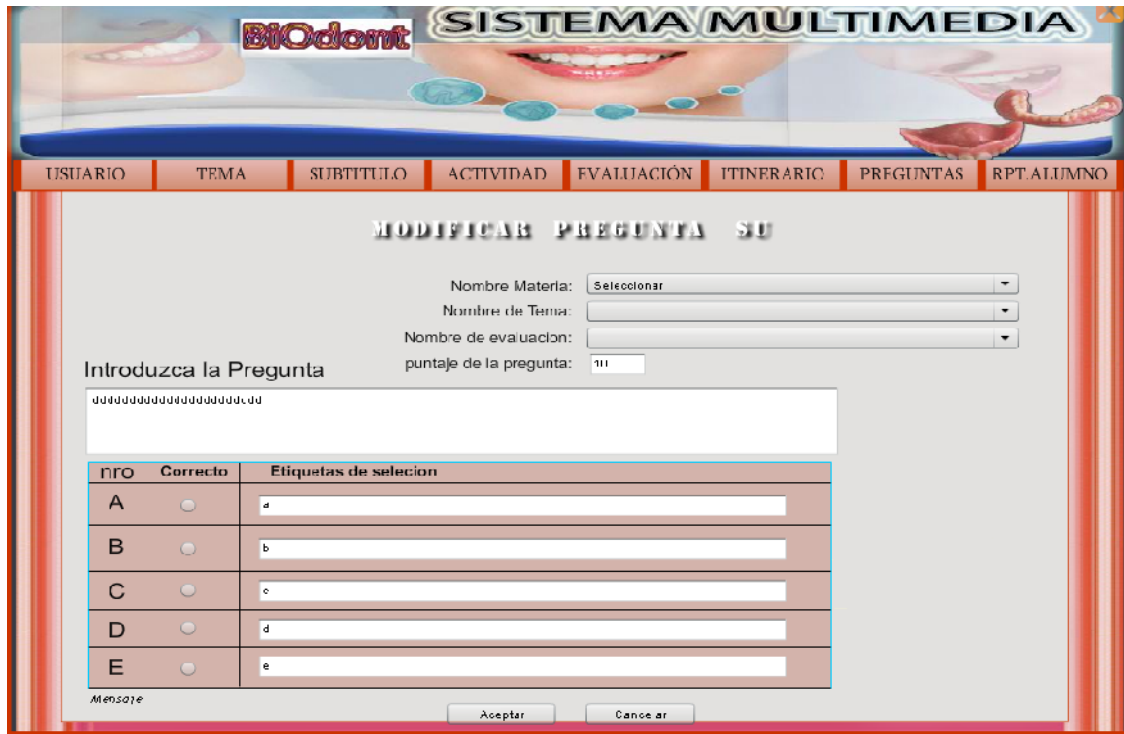 BiOdont SISTEMA MULTIMEDIA X
USUARIO TEMA SUBTITULO ACTIVIDAD EVALUACIÓN ITINERARIO PREGUNTAS RPT.ALUMNO
MODIFICAR PREGUNTA SU
Nombre Materia: Seleccionar
Nombre de Tema:
Nombre de evaluacion:
puntaje de la pregunta:
Introduzca la Pregunta
nro Correcto Etiquetas de selecion
A a
B b
C c
D d
E e
Mensaje
Aceptar Cancelar